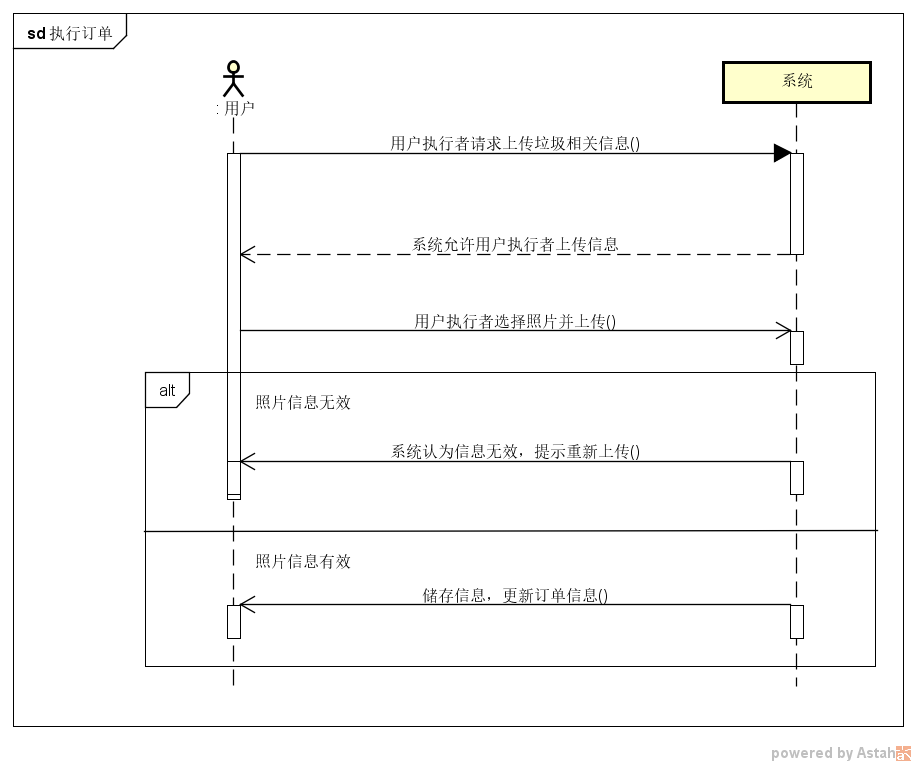 sd 执行订单
系统
: 用户
用户执行者请求上传垃圾相关信息()
系统允许用户执行者上传信息
用户执行者选择照片并上传()
alt
照片信息无效
系统认为信息无效，提示重新上传()
照片信息有效
储存信息，更新订单信息()
powered by Astah